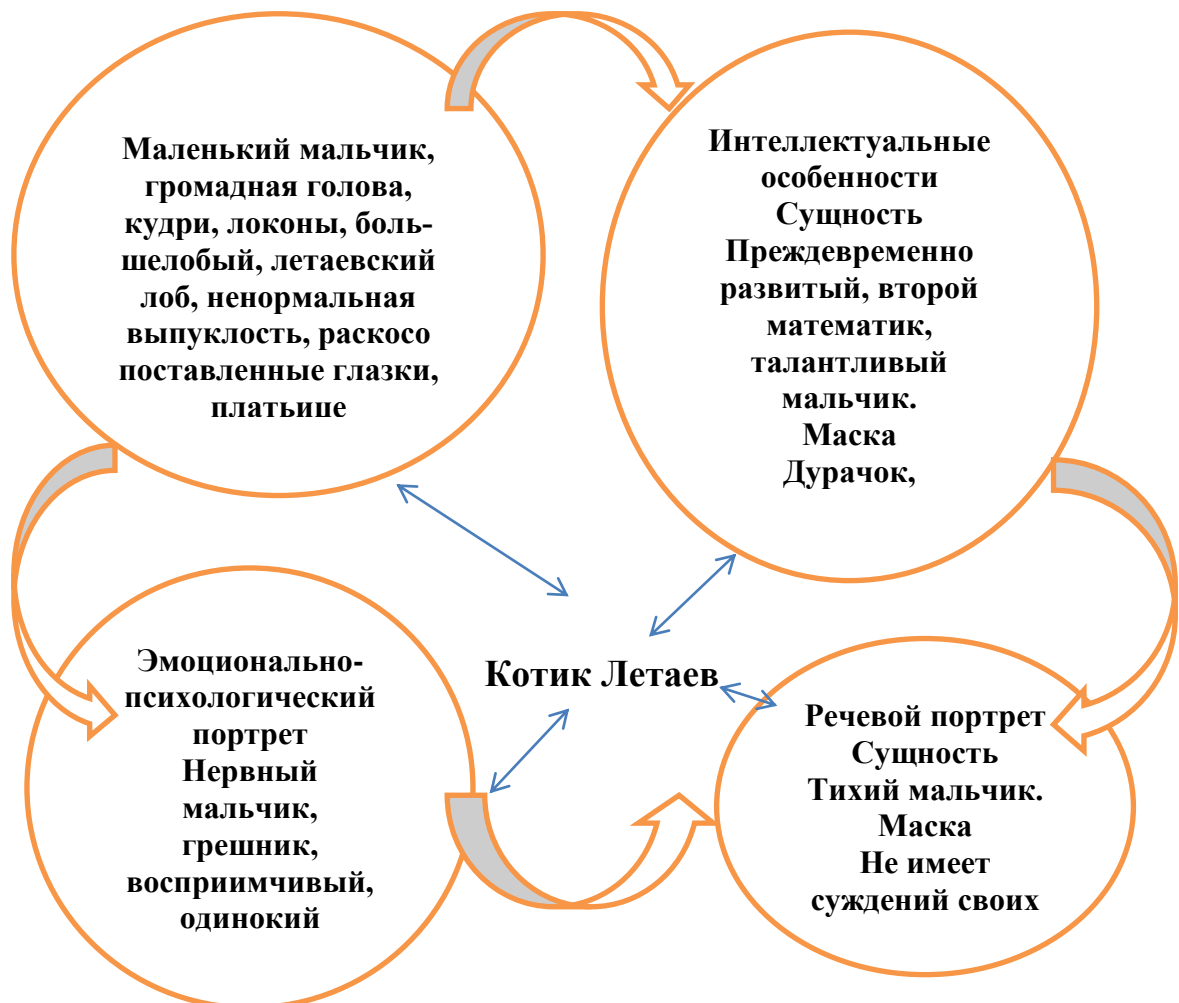 Маленький мальчик,
громадная голова,
кудри, локоны, боль-
шелобый, летаевский
лоб, ненормальная
выпуклость, раскосо
поставленные глазки,
платьице
Интеллектуальные
особенности
Сущность
Преждевременно
развитый, второй
математик,
талантливый
мальчик.
Маска
Дурачок,
Котик Летаев
Эмоционально-
психологический
портрет
Нервный
мальчик,
грешник,
восприимчивый,
одинокий
Речевой портрет
Сущность
Тихий мальчик.
Маска
Не имеет
суждений своих